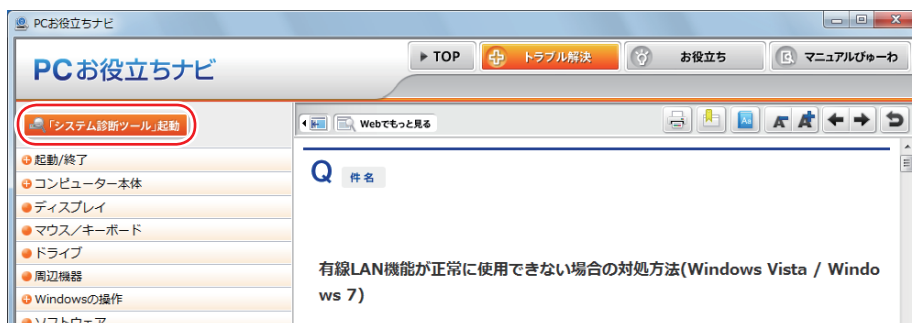 PCお役立ちナビ
PCお役立ちナビ
TOP
トラブル解決
お役立ち
マニュアルびゅーわ
「システム診断ツール」起動
Webでもっと見る
起動/終了
コンピューター本体
ディスプレイ
マウス/キーボード
ドライブ
周辺機器
Windowsの操作
ソフトウェア
Q 件名
有線LAN機能が正常に使用できない場合の対処方法(Windows Vista / Windo
ws 7)